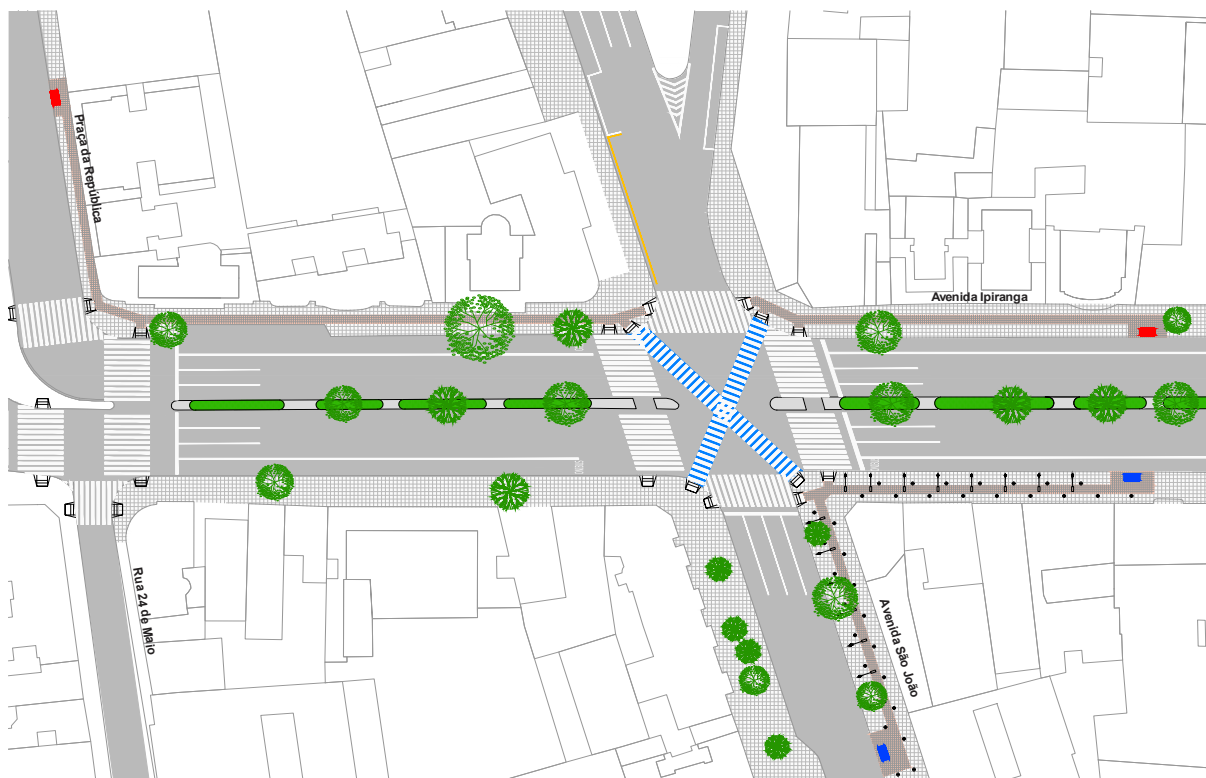 Praça da República
Avenida Ipiranga
Rua 24 de Maio
Avenida São João